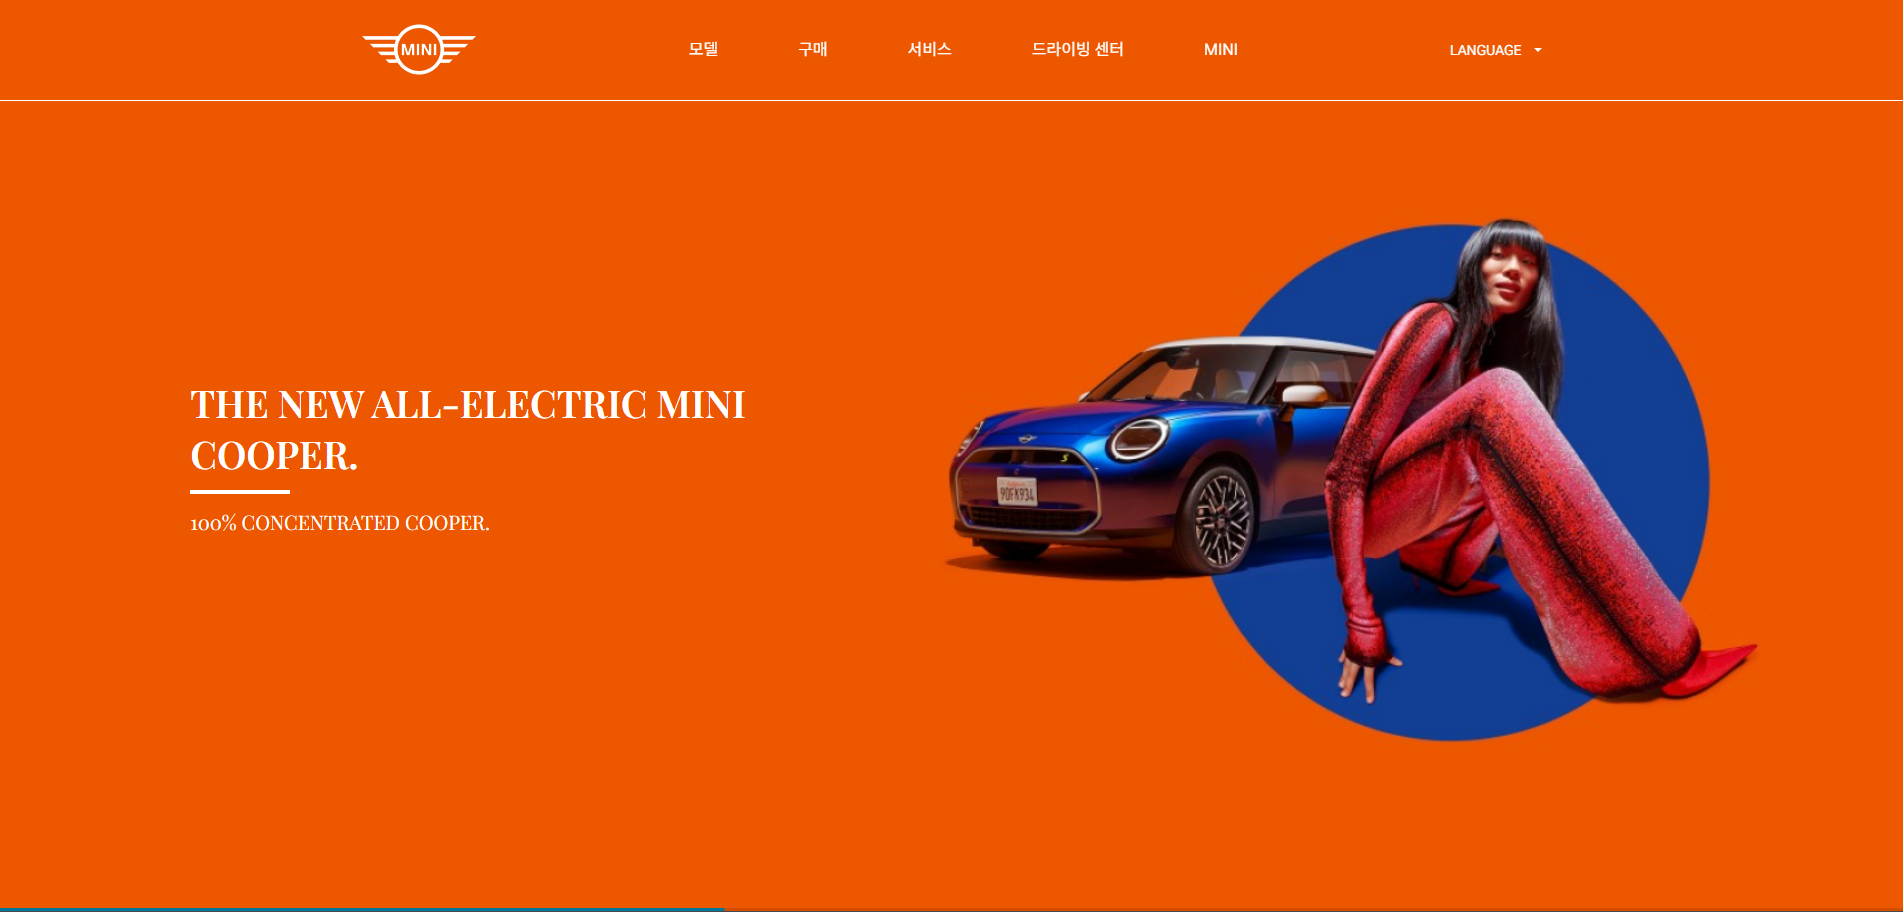 MINI 모델 구매 서비스 드라이빙 센터 MINI LANGUAGE
THE NEW ALL-ELECTRIC MINI
COOPER.
100% CONCENTRATED COOPER.
S
90FK934